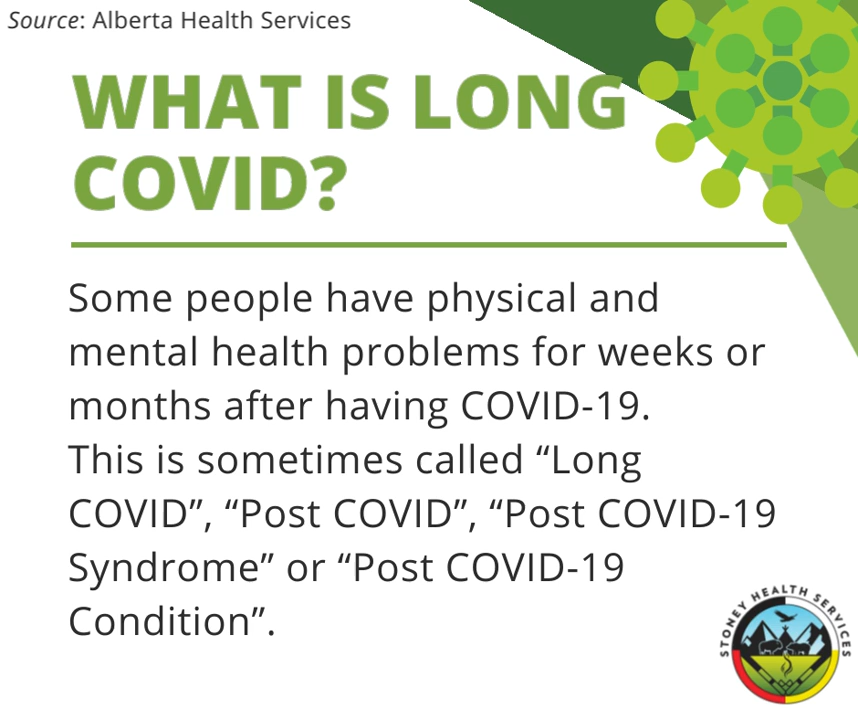 Source: Alberta Health Services
WHAT IS LONG
COVID?
Some people have physical and
mental health problems for weeks or
months after having COVID-19.
This is sometimes called “Long
COVID”, “Post COVID”, “Post COVID-19
Syndrome” or “Post COVID-19
Condition”.
STONEY HEALTH SERVICES